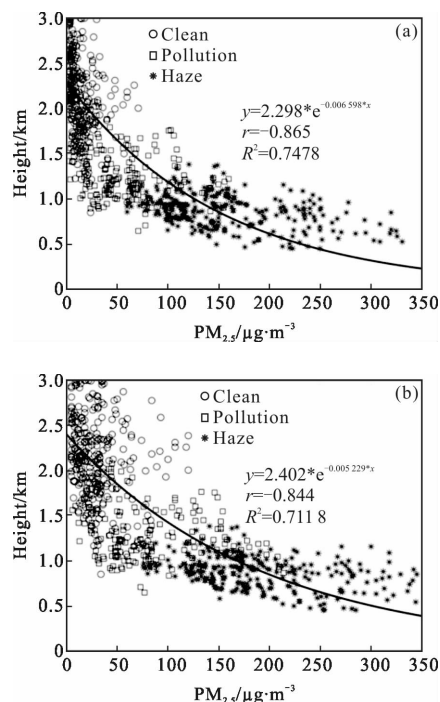 (a)
○ Clean
□ Pollution
✷ Haze
y=2.298*e^−0.006 598*x
r=−0.865
R²=0.7478
Height/km
3.0
2.5
2.0
1.5
1.0
0.5
0
0 50 100 150 200 250 300 350
PM₂.₅/μg·m⁻³
(b)
○ Clean
□ Pollution
✷ Haze
y=2.402*e^−0.005 229*x
r=−0.844
R²=0.711 8
Height/km
3.0
2.5
2.0
1.5
1.0
0.5
0
0 50 100 150 200 250 300 350
PM₂.₅/μg·m⁻³